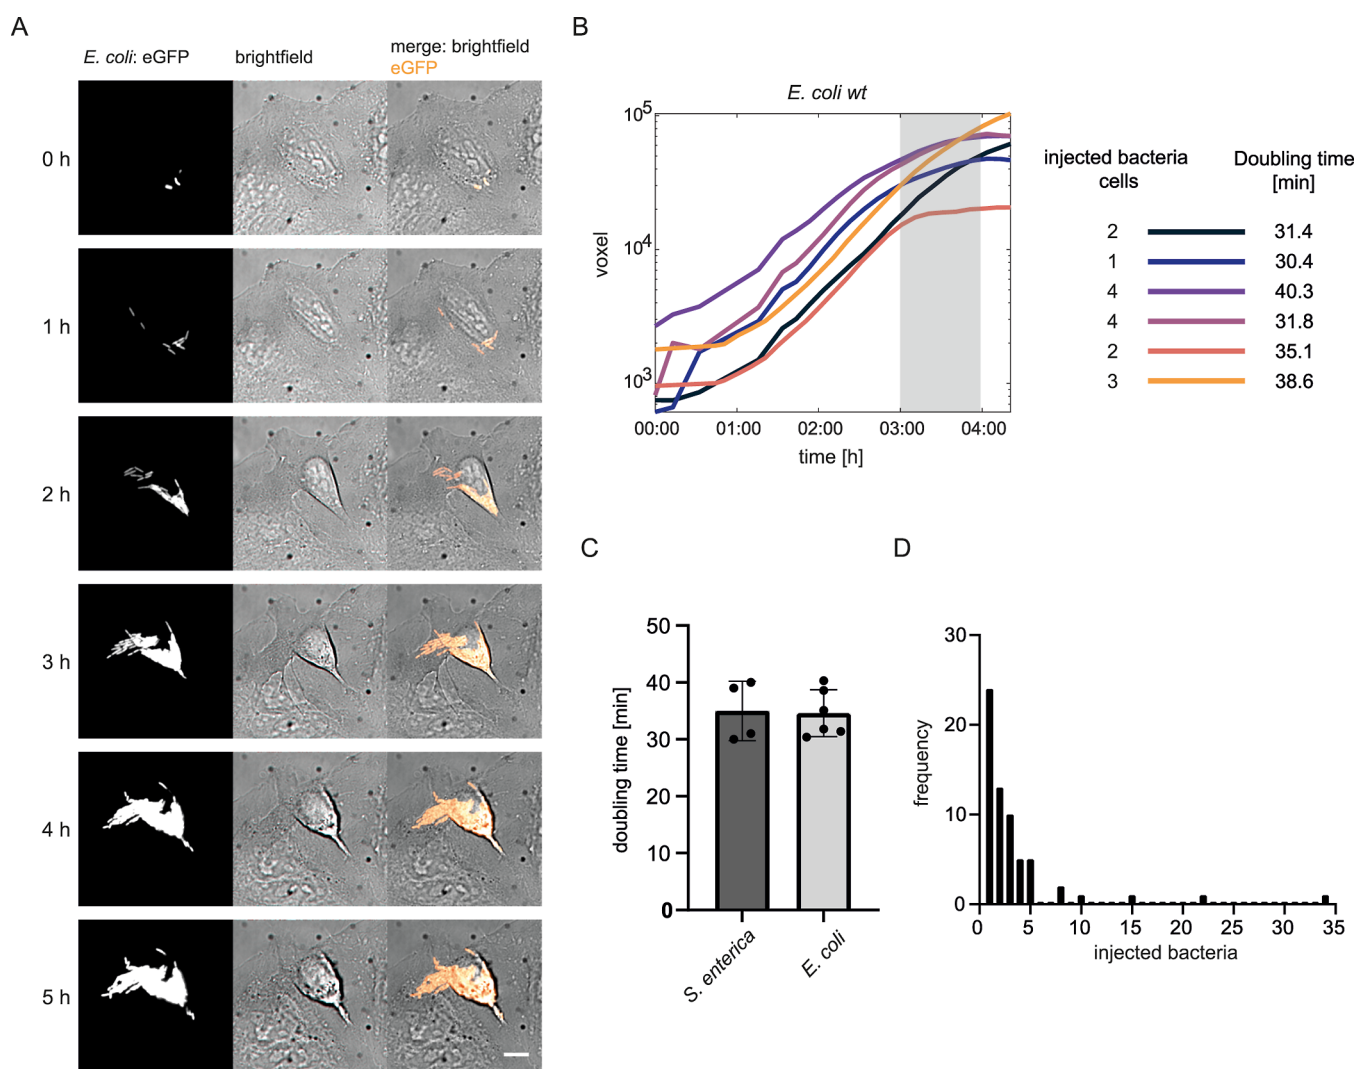 A
E. coli: eGFP
brightfield
merge: brightfield
eGFP
0 h
1 h
2 h
3 h
4 h
5 h
B
E. coli wt
10^5
10^4
10^3
voxel
00:00
01:00
02:00
03:00
04:00
time [h]
injected bacteria
cells
Doubling time
[min]
2 31.4
1 30.4
4 40.3
4 31.8
2 35.1
3 38.6
C
50
40
30
20
10
0
doubling time [min]
S. enterica
E. coli
D
30
20
10
0
frequency
0 5 10 15 20 25 30 35
injected bacteria